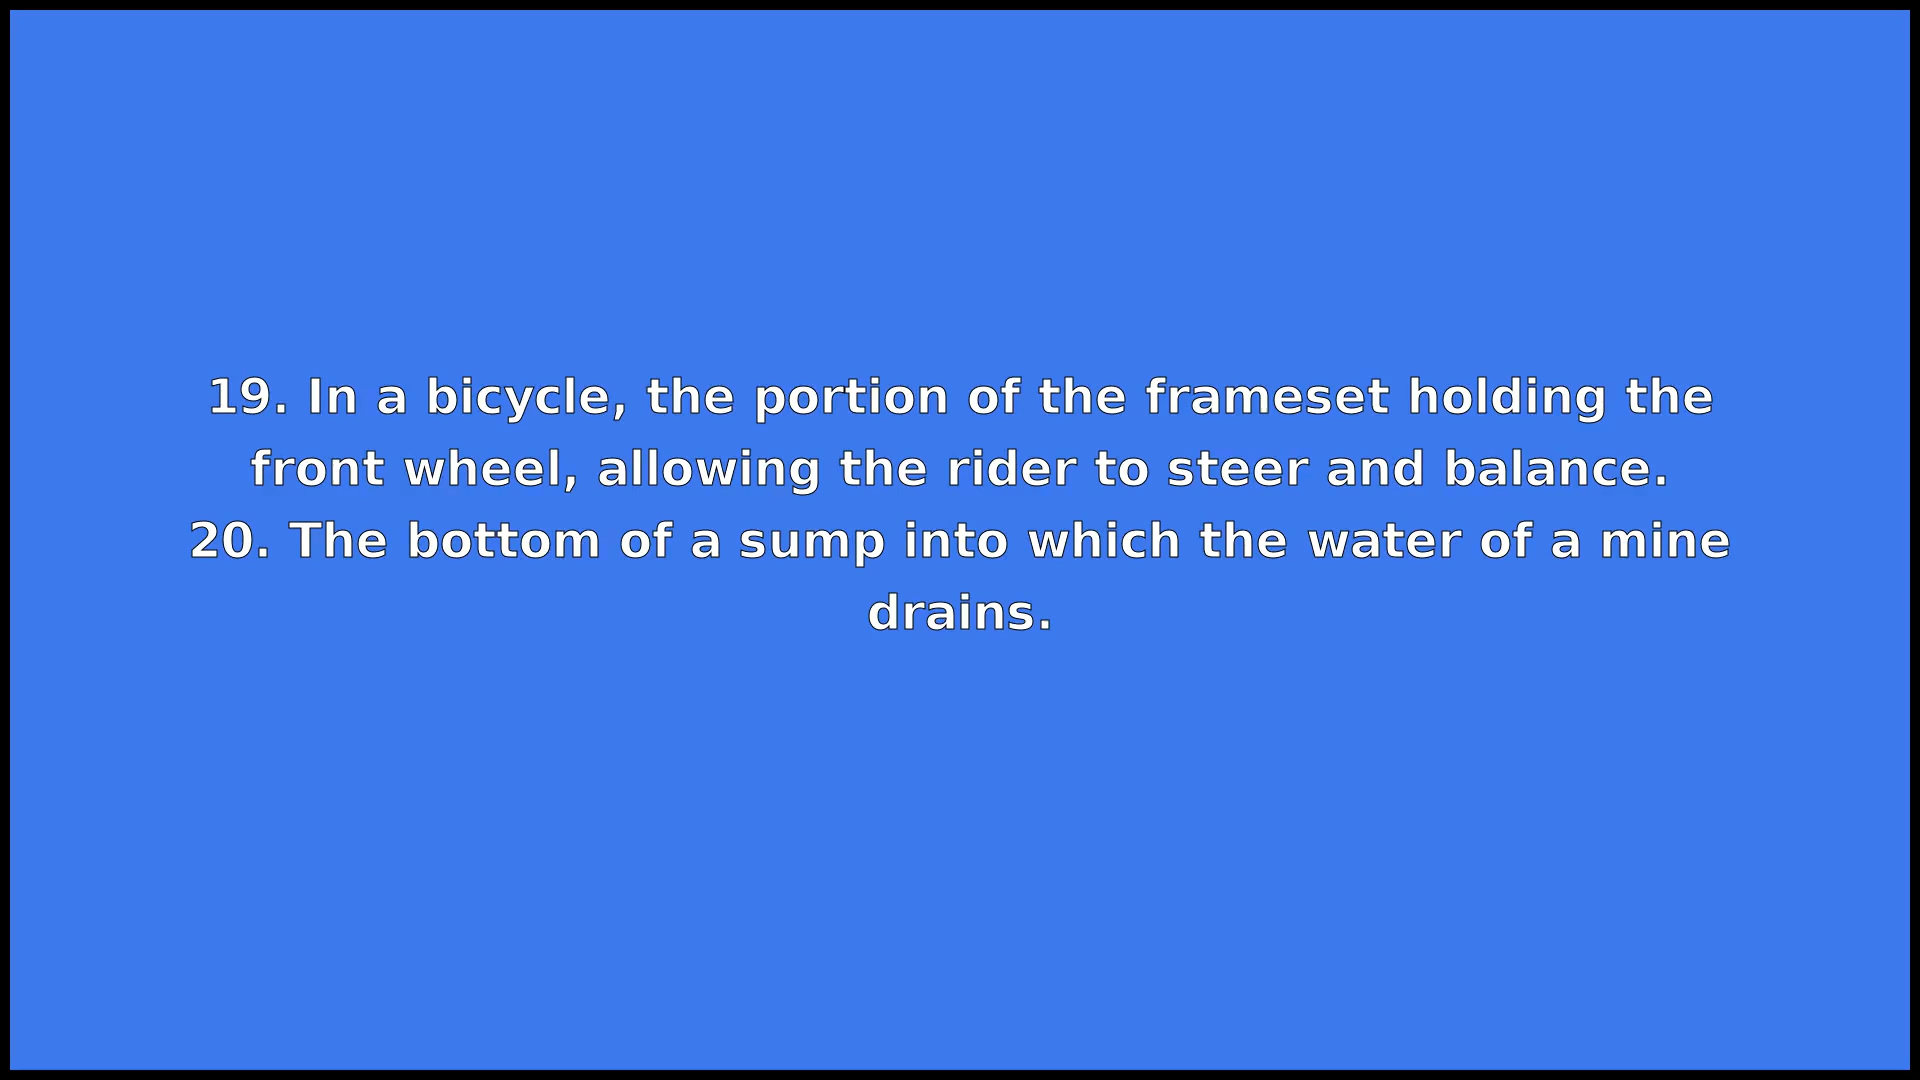 19. In a bicycle, the portion of the frameset holding the
front wheel, allowing the rider to steer and balance.
20. The bottom of a sump into which the water of a mine
drains.